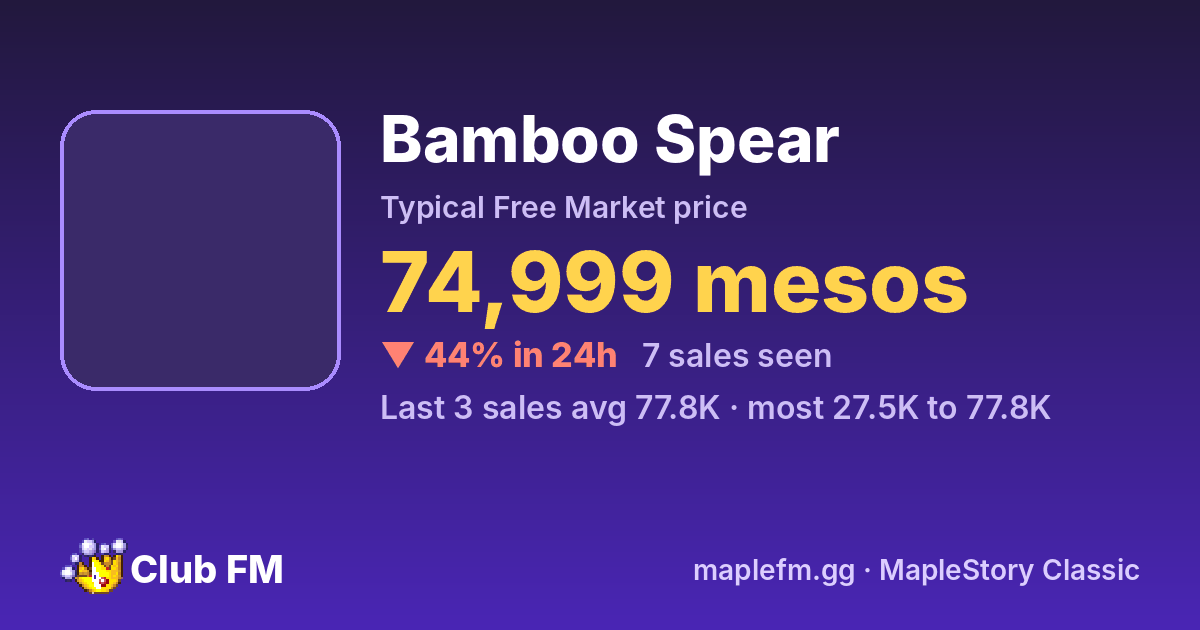 Bamboo Spear
Typical Free Market price
74,999 mesos
▼ 44% in 24h 7 sales seen
Last 3 sales avg 77.8K · most 27.5K to 77.8K
Club FM
maplefm.gg · MapleStory Classic